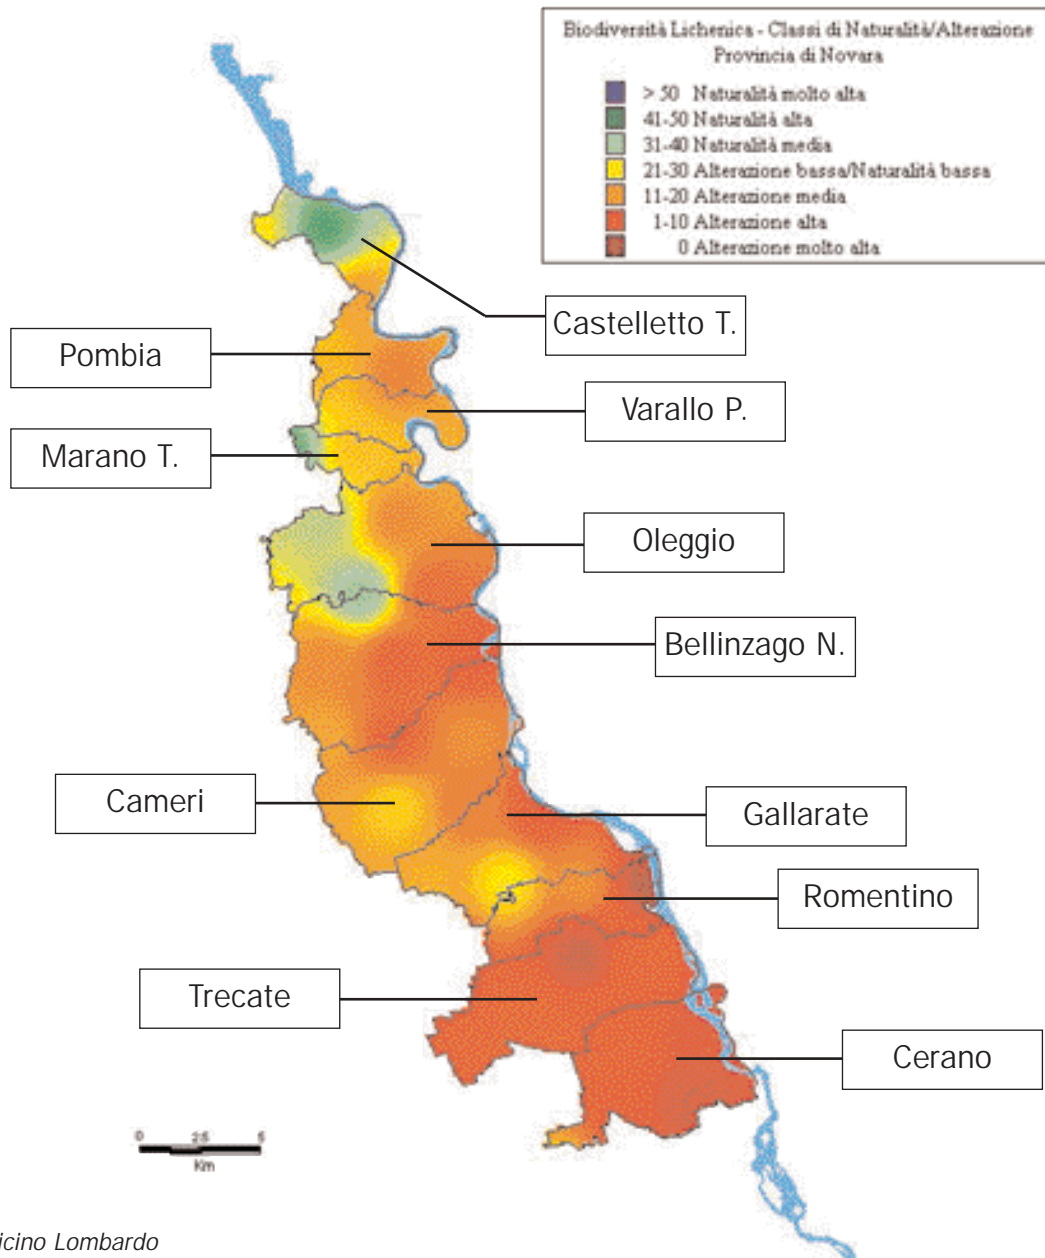 Biodiversità Lichenica - Classi di Naturalità/Alterazione
Provincia di Novara
> 50 Naturalità molto alta
41-50 Naturalità alta
31-40 Naturalità media
21-30 Alterazione bassa/Naturalità bassa
11-20 Alterazione media
1-10 Alterazione alta
0 Alterazione molto alta
Castelletto T.
Pombia
Varallo P.
Marano T.
Oleggio
Bellinzago N.
Cameri
Gallarate
Romentino
Trecate
Cerano
0 2.5 5
Km
icino Lombardo